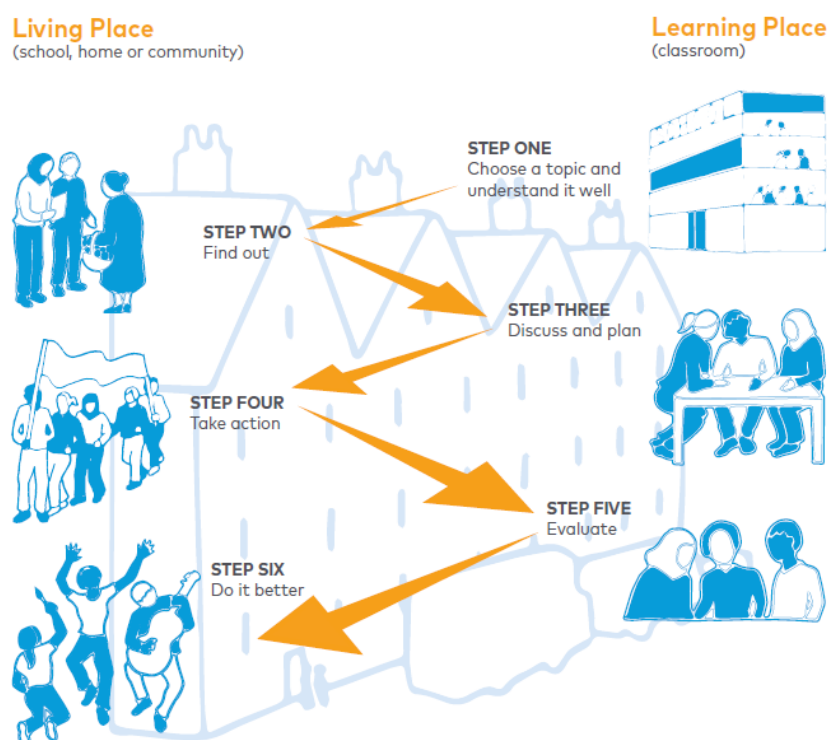 Living Place
(school, home or community)
Learning Place
(classroom)
STEP ONE
Choose a topic and
understand it well
STEP TWO
Find out
STEP THREE
Discuss and plan
STEP FOUR
Take action
STEP FIVE
Evaluate
STEP SIX
Do it better